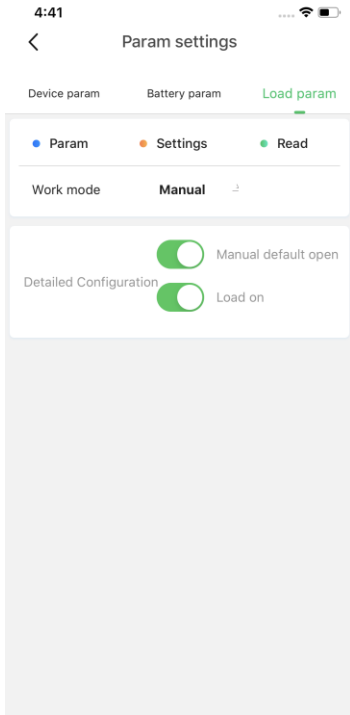 4:41
Param settings
Device param Battery param Load param
Param Settings Read
Work mode Manual
Manual default open
Detailed Configuration
Load on